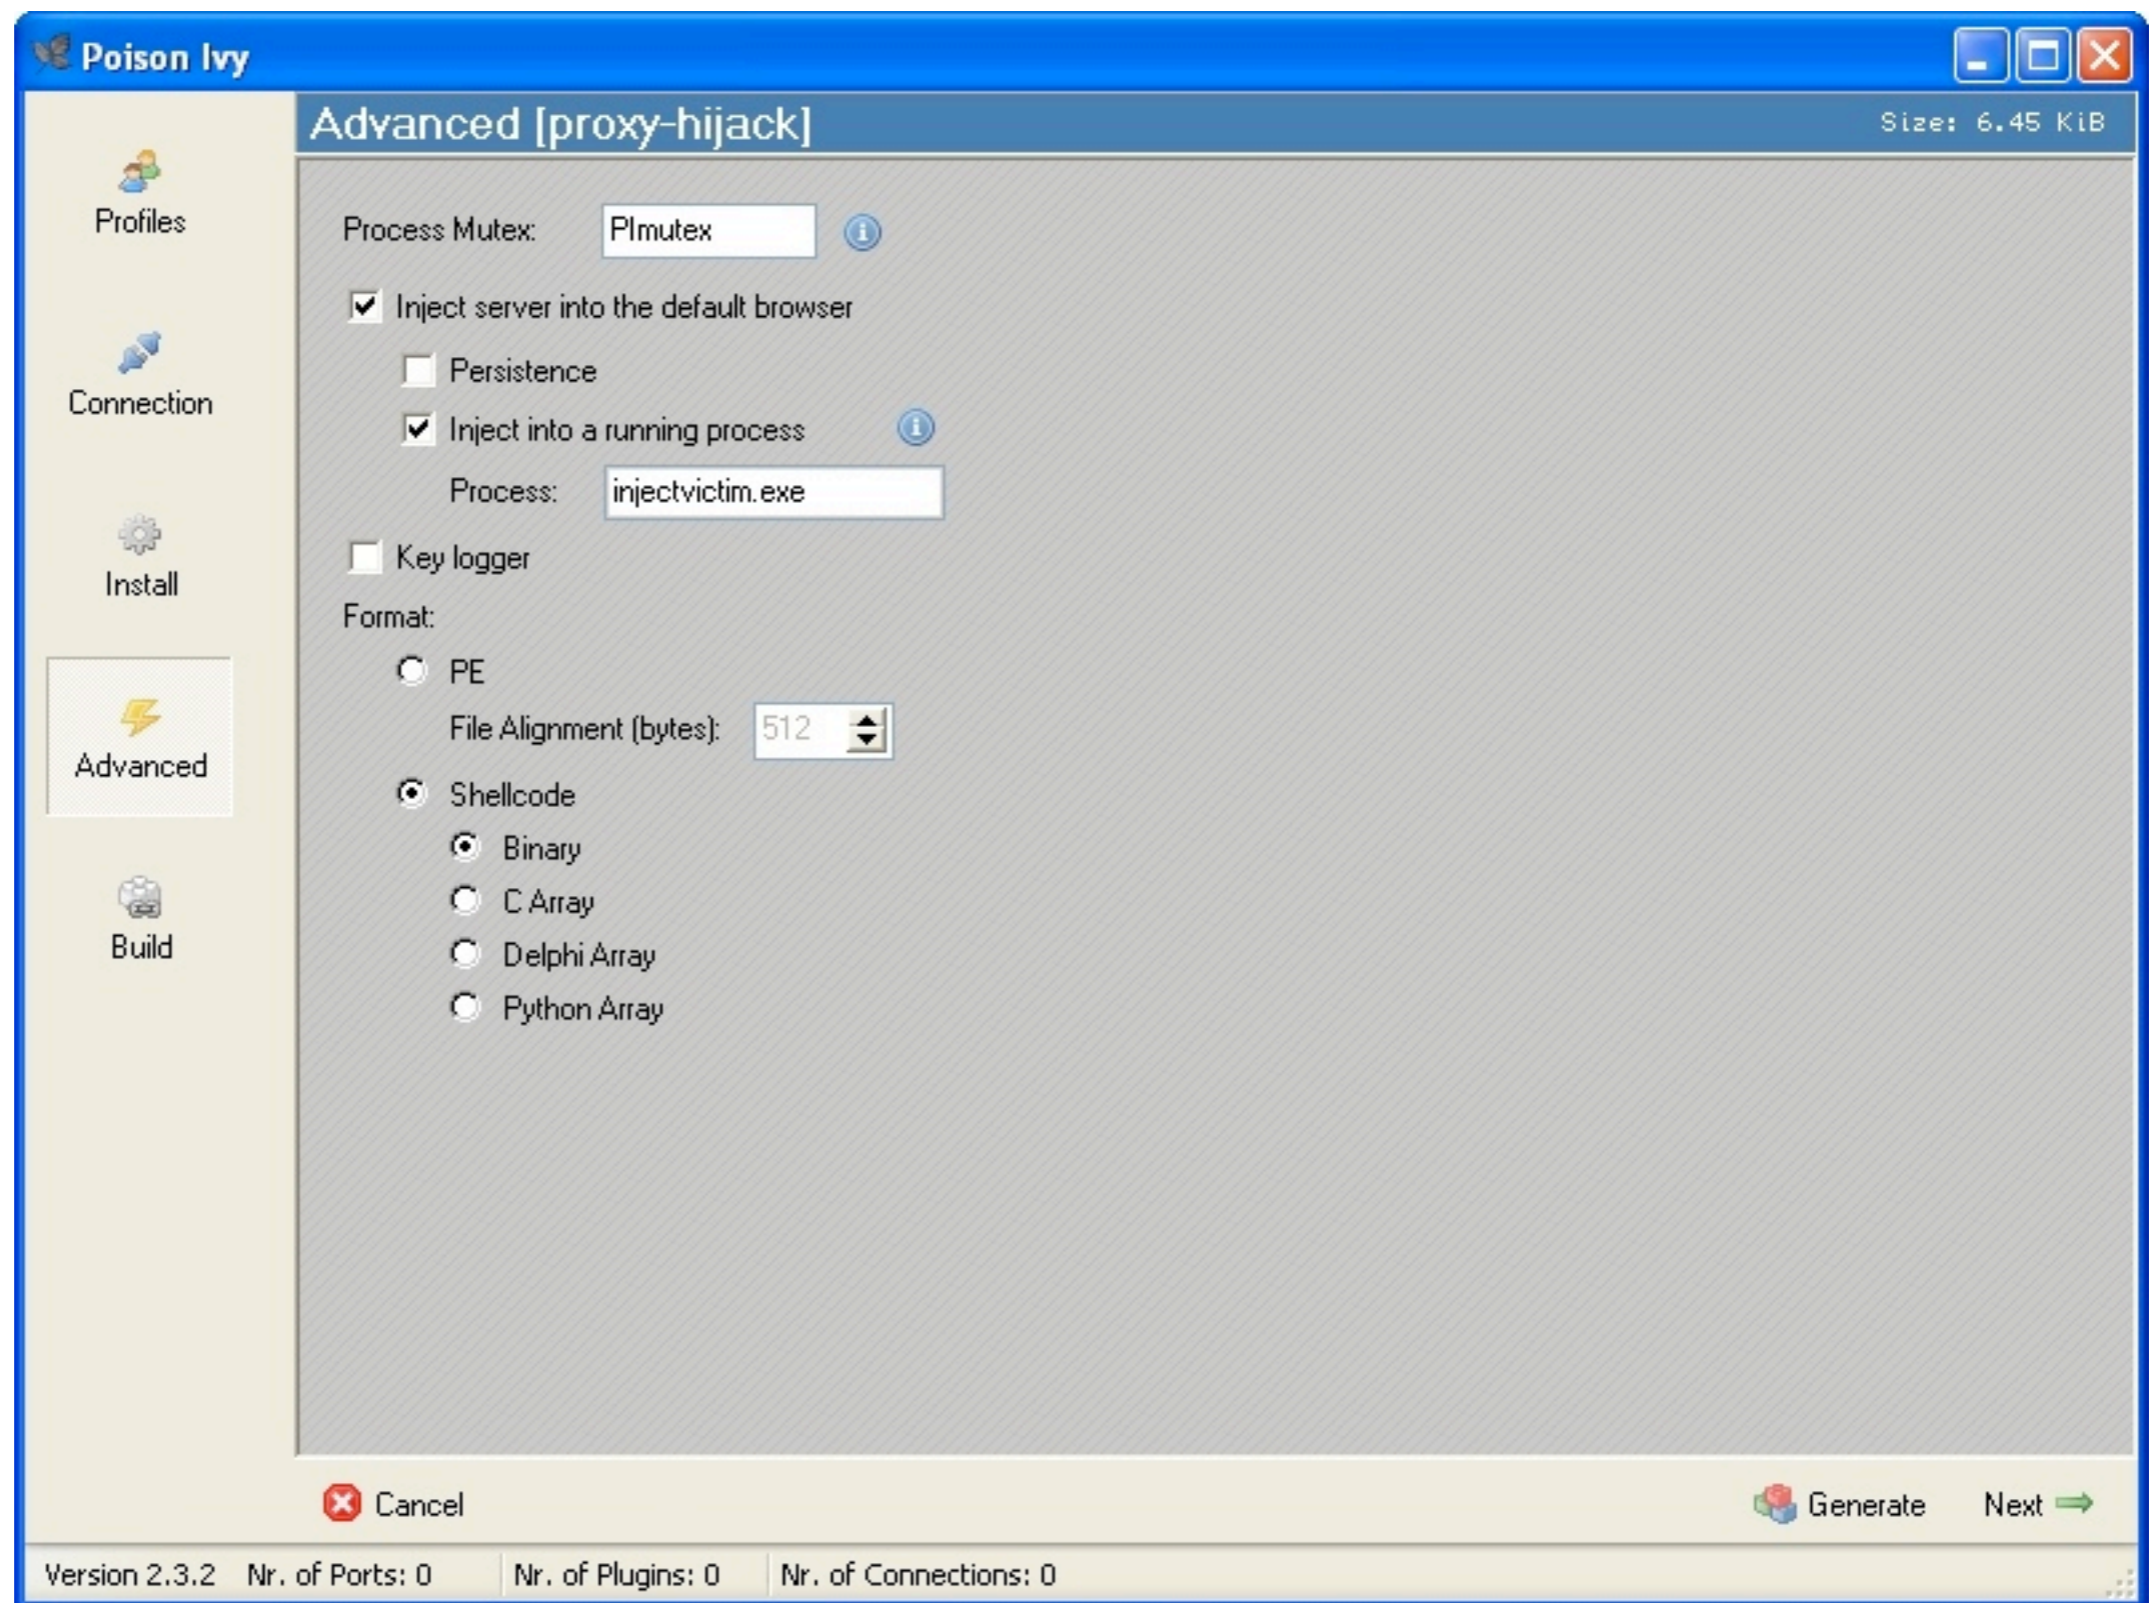 Poison Ivy
Advanced [proxy-hijack]
Size: 6.45 KiB
Profiles
Connection
Install
Advanced
Build
Process Mutex: PImutex
Inject server into the default browser
Persistence
Inject into a running process
Process: injectvictim.exe
Key logger
Format:
PE
File Alignment (bytes): 512
Shellcode
Binary
C Array
Delphi Array
Python Array
Cancel
Generate
Next
Version 2.3.2 Nr. of Ports: 0 Nr. of Plugins: 0 Nr. of Connections: 0